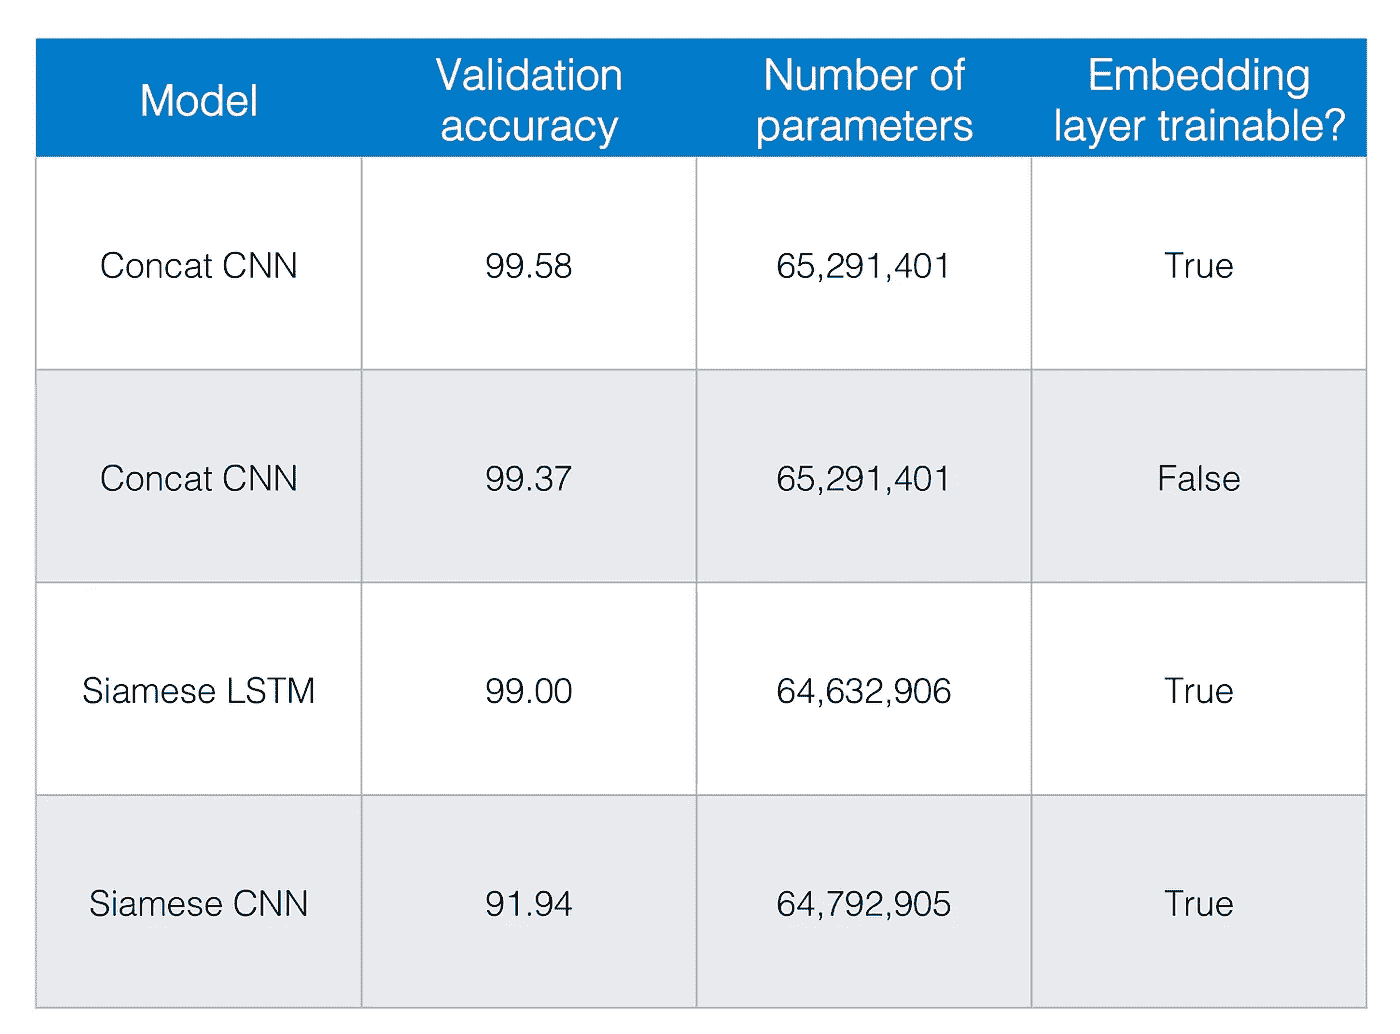 Model
Validation
accuracy
Number of
parameters
Embedding
layer trainable?
Concat CNN
99.58
65,291,401
True
Concat CNN
99.37
65,291,401
False
Siamese LSTM
99.00
64,632,906
True
Siamese CNN
91.94
64,792,905
True